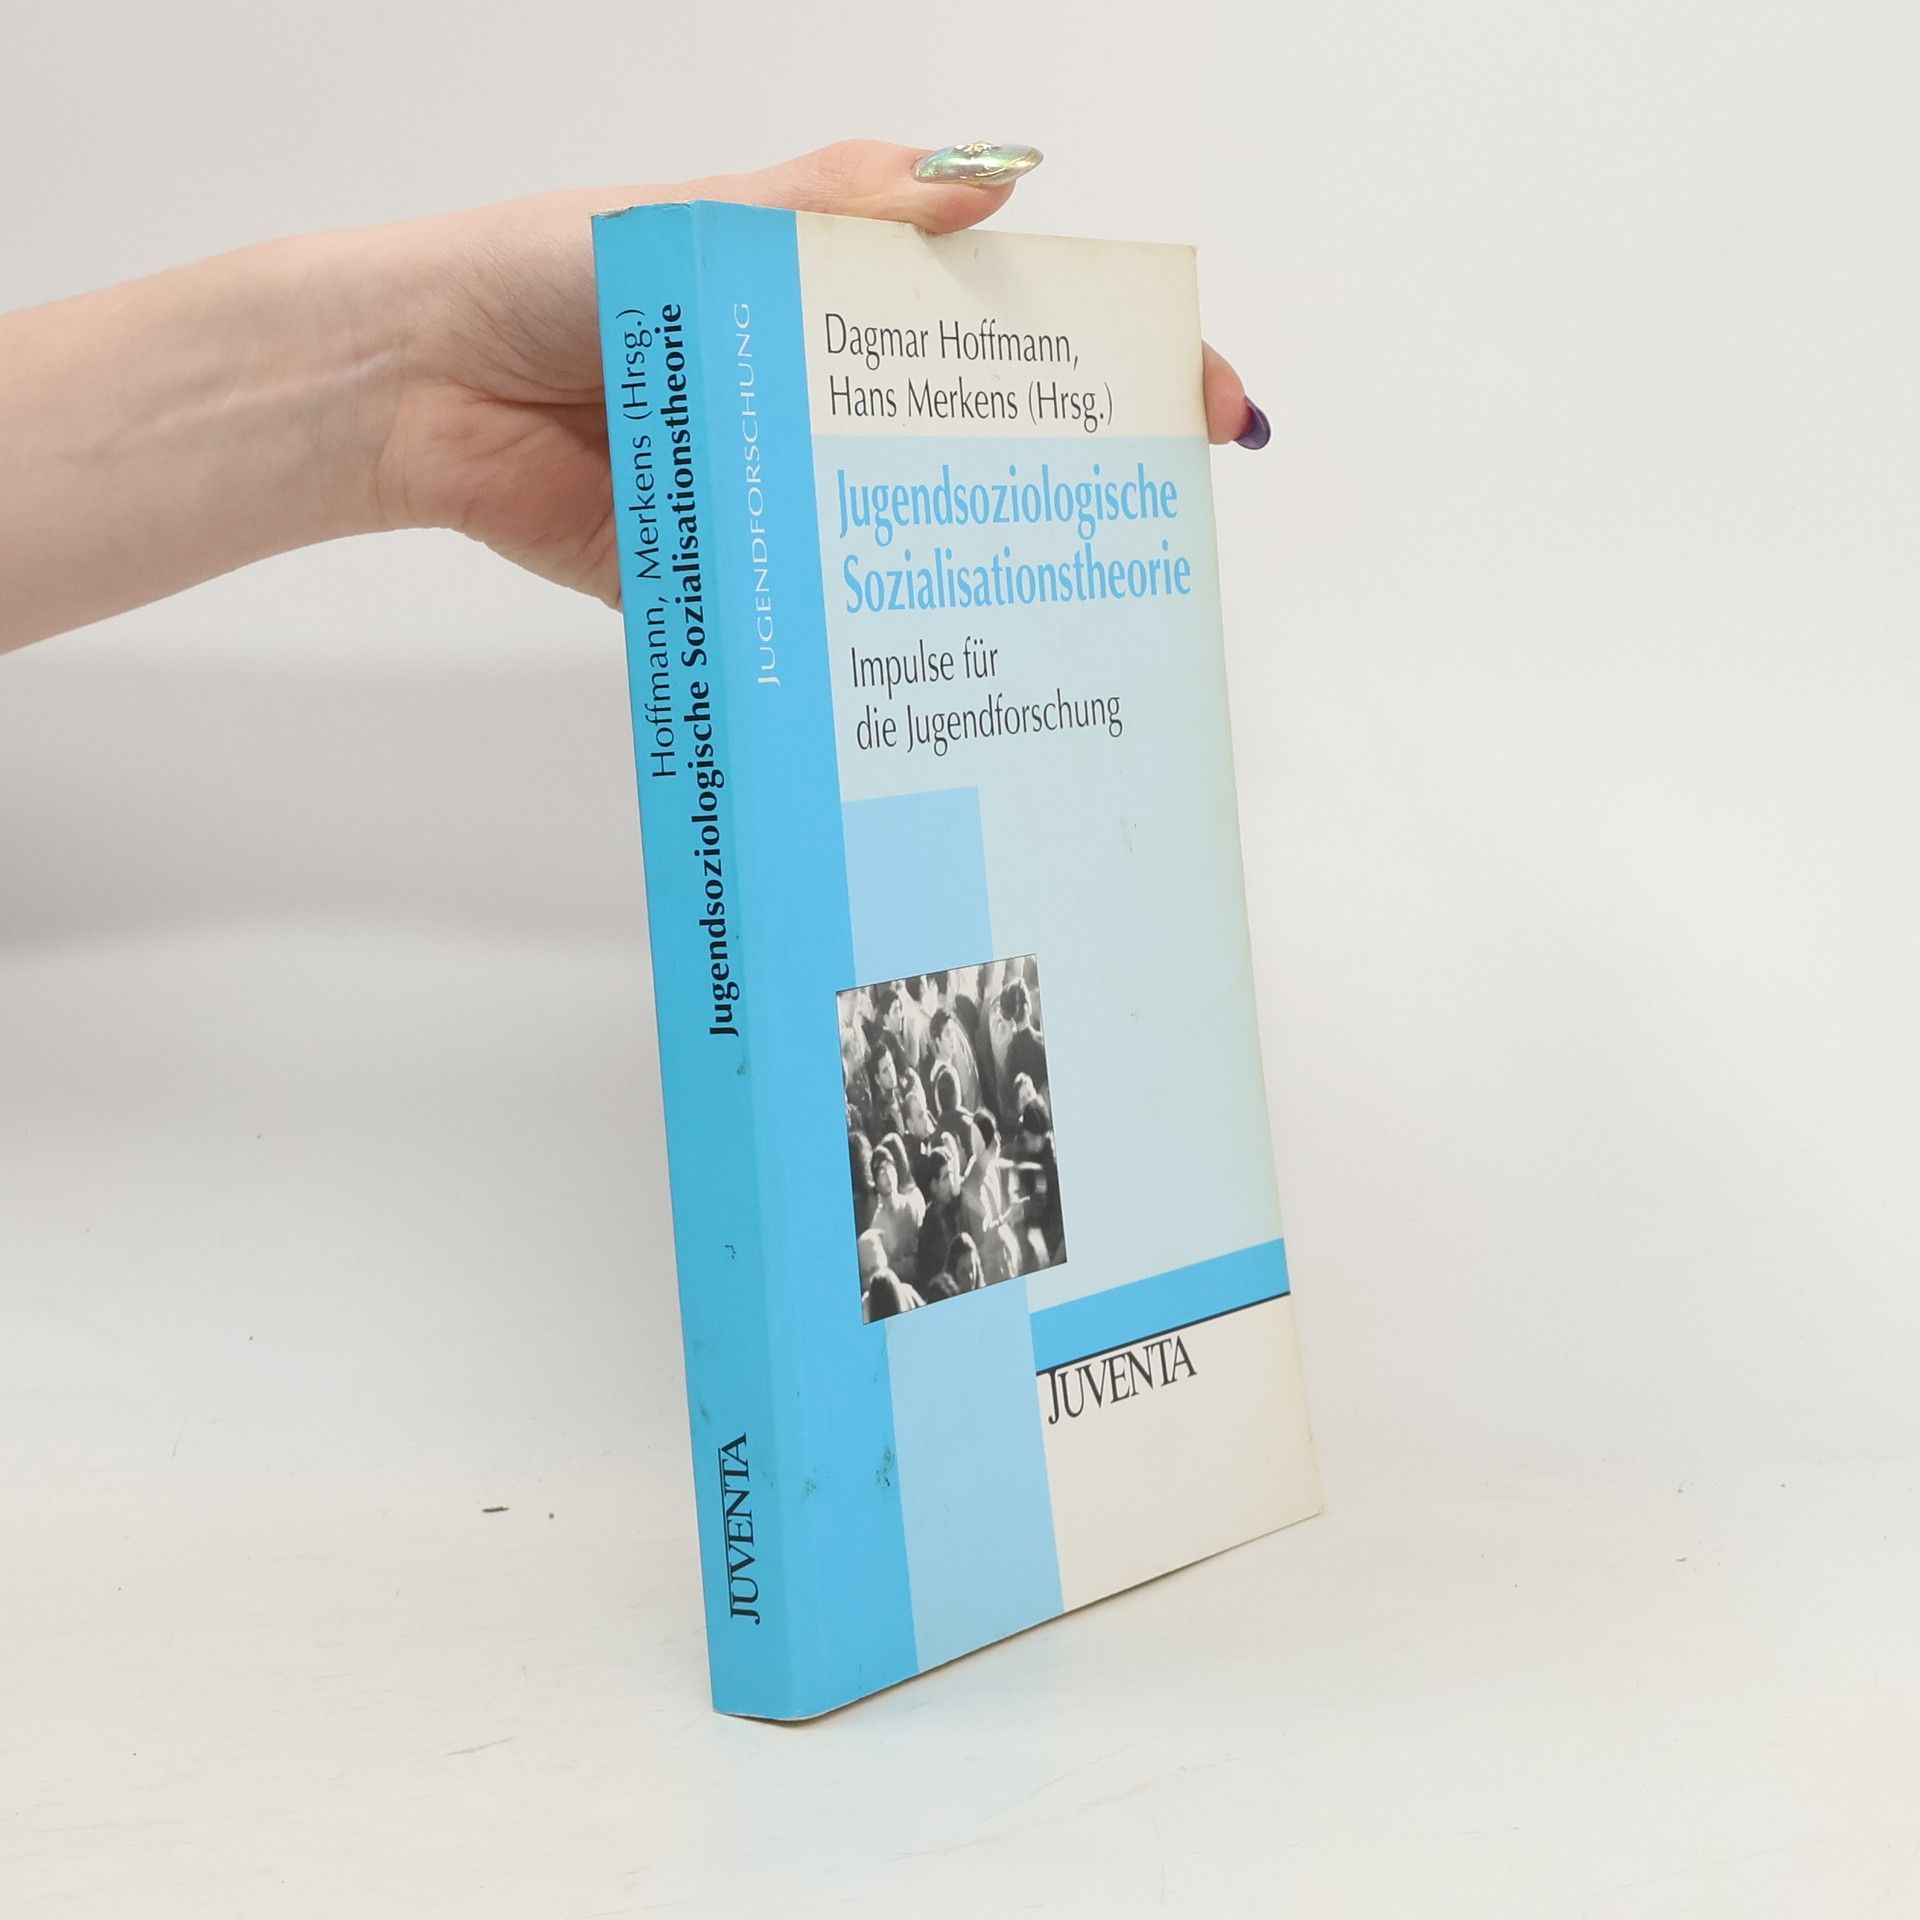 Hoffmann, Merkens (Hrsg.)
Jugendsoziologische Sozialisationstheorie
JUVENTA
JUGENDFORSCHUNG
Dagmar Hoffmann,
Hans Merkens (Hrsg.)
Jugendsoziologische
Sozialisationstheorie
Impulse für
die Jugendforschung
JUVENTA